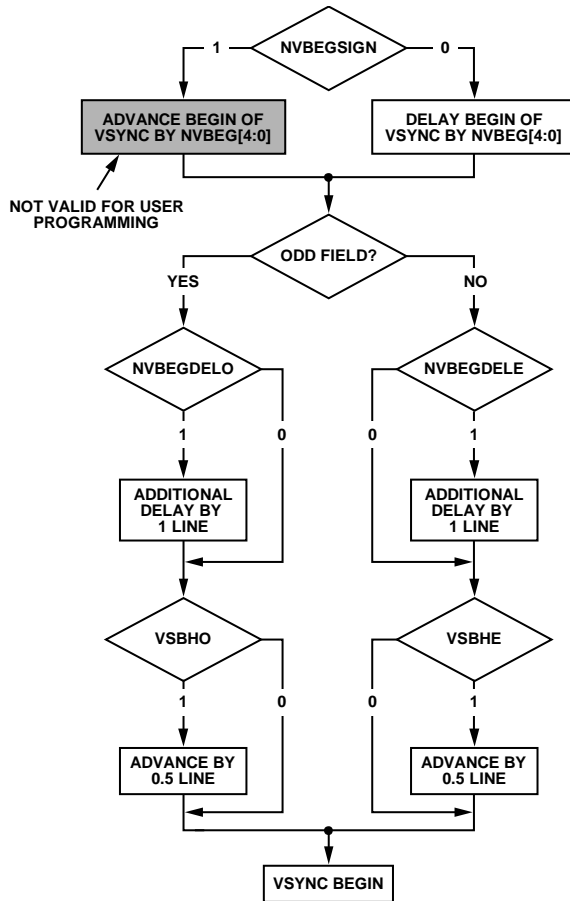 NVBEGSIGN
1
0
ADVANCE BEGIN OF
VSYNC BY NVBEG[4:0]
DELAY BEGIN OF
VSYNC BY NVBEG[4:0]
NOT VALID FOR USER
PROGRAMMING
ODD FIELD?
YES
NO
NVBEGDELO
NVBEGDELE
1
0
0
1
ADDITIONAL
DELAY BY
1 LINE
ADDITIONAL
DELAY BY
1 LINE
VSBHO
VSBHE
1
0
0
1
ADVANCE BY
0.5 LINE
ADVANCE BY
0.5 LINE
VSYNC BEGIN